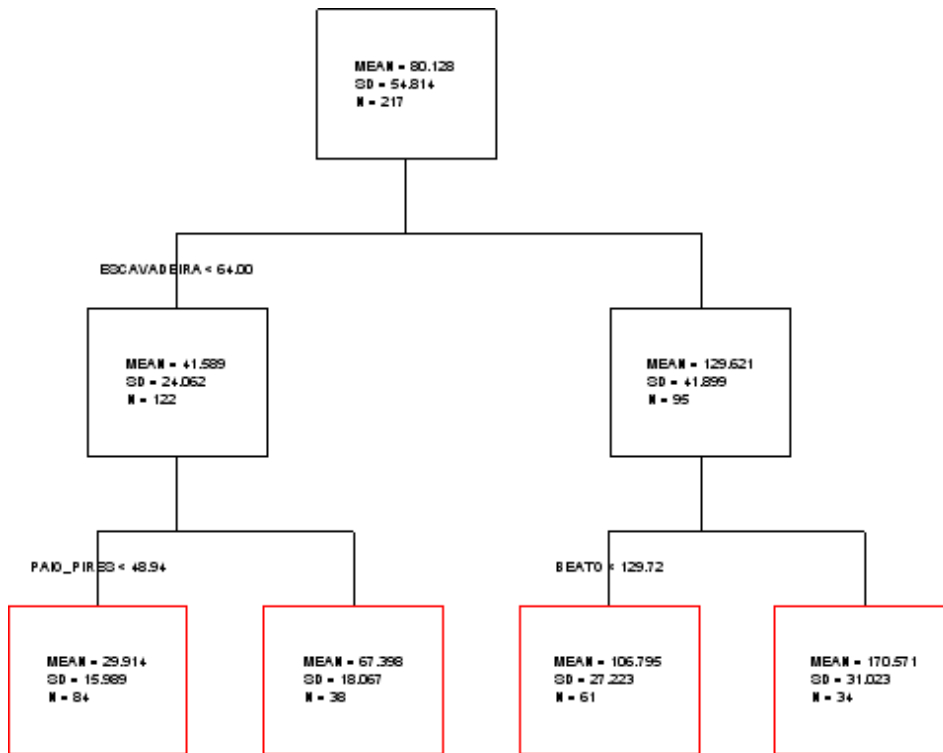 MEAN = 80.128
SD = 54.814
N = 217
ESCAVADEIRA < 64.00
MEAN = 41.589
SD = 24.062
N = 122
MEAN = 129.621
SD = 41.899
N = 95
PAIO_PIRES < 48.94
BEATO < 129.72
MEAN = 29.914
SD = 15.989
N = 84
MEAN = 67.398
SD = 18.067
N = 38
MEAN = 106.795
SD = 27.223
N = 61
MEAN = 170.571
SD = 31.023
N = 34